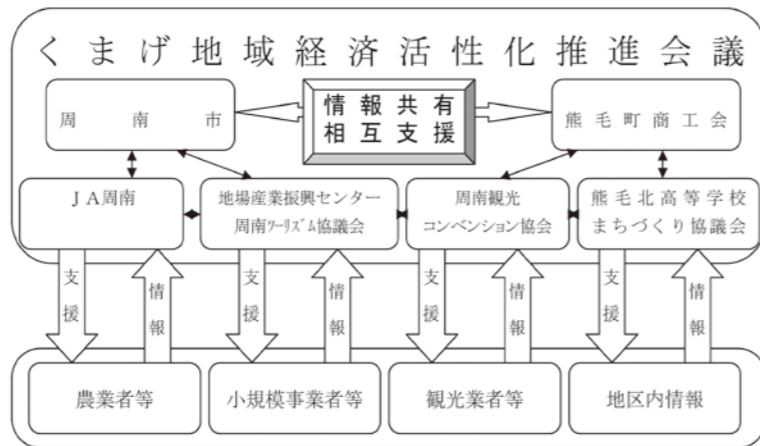 くまげ地域経済活性化推進会議
周南市
情報共有
相互支援
熊毛町商工会
ＪＡ周南
地場産業振興センター
周南ﾂｰﾘｽﾞﾑ協議会
周南観光
コンベンション協会
熊毛北高等学校
まちづくり協議会
支援
情報
支援
情報
支援
情報
支援
情報
農業者等
小規模事業者等
観光業者等
地区内情報